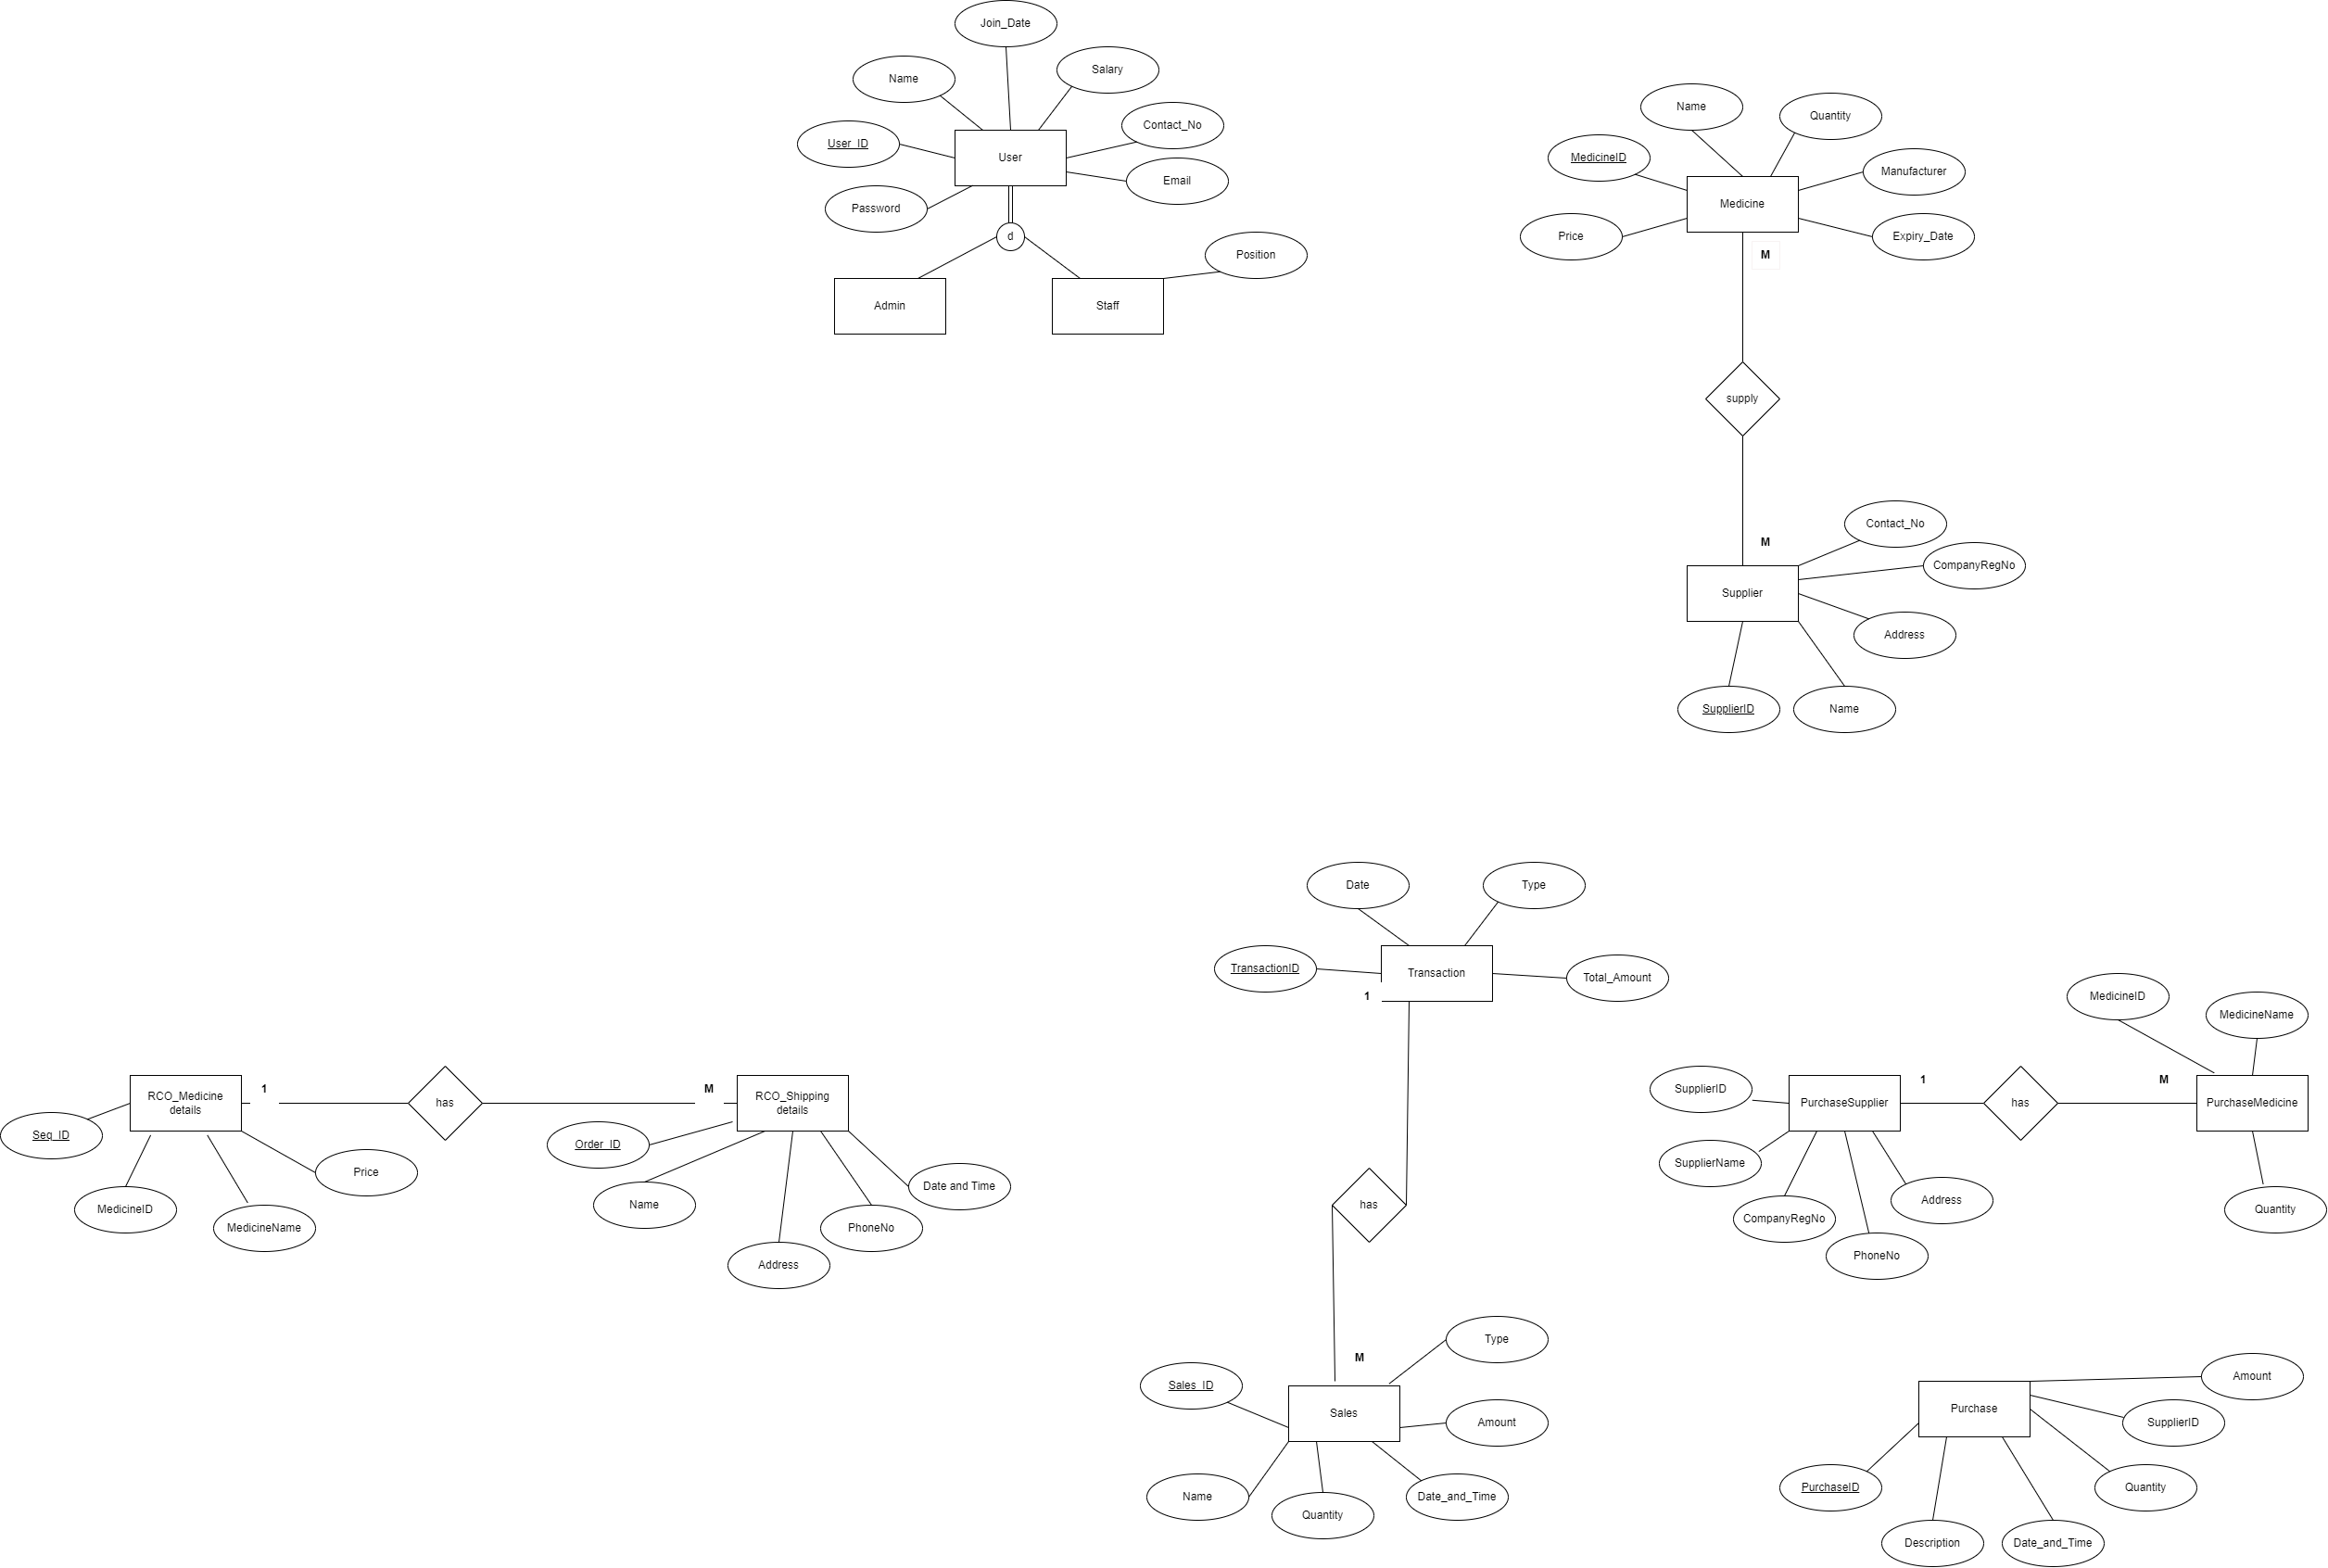 Join_Date
Name
Salary
User_ID
Contact_No
User
Password
Email
d
Position
Admin
Staff
Name
Quantity
MedicineID
Manufacturer
Medicine
Price
Expiry_Date
M
supply
M
Contact_No
CompanyRegNo
Supplier
Address
SupplierID
Name
Date
Type
TransactionID
Transaction
Total_Amount
1
has
M
Type
Sales_ID
Sales
Amount
Name
Quantity
Date_and_Time
RCO_Medicine
details
1
has
M
RCO_Shipping
details
Seq_ID
MedicineID
MedicineName
Price
Order_ID
Name
Address
PhoneNo
Date and Time
MedicineID
MedicineName
SupplierID
PurchaseSupplier
1
has
M
PurchaseMedicine
SupplierName
CompanyRegNo
PhoneNo
Address
Quantity
Purchase
Amount
SupplierID
PurchaseID
Quantity
Description
Date_and_Time